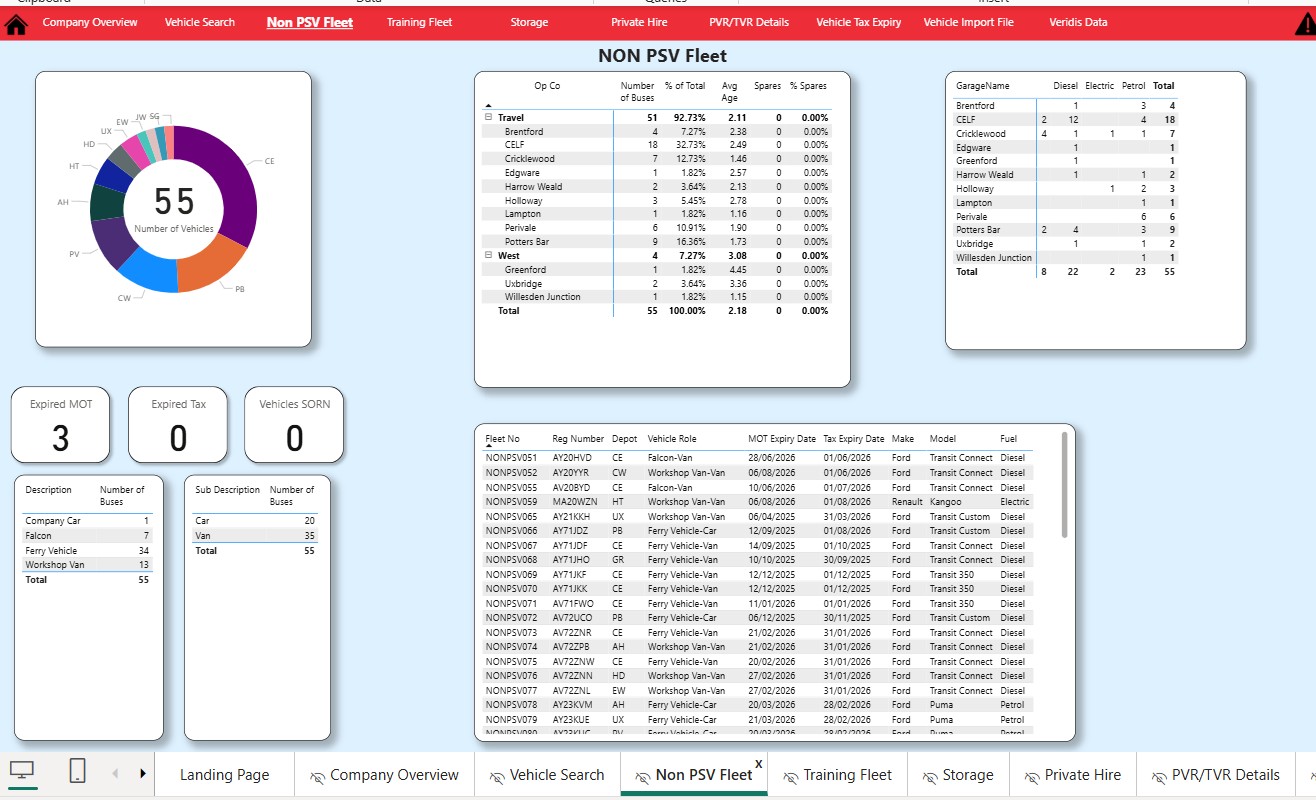 Company Overview Vehicle Search Non PSV Fleet Training Fleet Storage Private Hire PVR/TVR Details Vehicle Tax Expiry Vehicle Import File Veridis Data
NON PSV Fleet
CE
PB
CW
PV
AH
HT
HD
UX
EW
JW
SG
55
Number of Vehicles
Op Co Number of Buses % of Total Avg Age Spares % Spares
Travel 51 92.73% 2.11 0 0.00%
Brentford 4 7.27% 2.38 0 0.00%
CELF 18 32.73% 2.49 0 0.00%
Cricklewood 7 12.73% 1.46 0 0.00%
Edgware 1 1.82% 2.57 0 0.00%
Harrow Weald 2 3.64% 2.13 0 0.00%
Holloway 3 5.45% 2.78 0 0.00%
Lampton 1 1.82% 1.16 0 0.00%
Perivale 6 10.91% 1.90 0 0.00%
Potters Bar 9 16.36% 1.73 0 0.00%
West 4 7.27% 3.08 0 0.00%
Greenford 1 1.82% 4.45 0 0.00%
Uxbridge 2 3.64% 3.36 0 0.00%
Willesden Junction 1 1.82% 1.15 0 0.00%
Total 55 100.00% 2.18 0 0.00%
GarageName Diesel Electric Petrol Total
Brentford 1 3 4
CELF 2 12 4 18
Cricklewood 4 1 1 1 7
Edgware 1 1
Greenford 1 1
Harrow Weald 1 1 2
Holloway 1 2 3
Lampton 1 1
Perivale 6 6
Potters Bar 2 4 3 9
Uxbridge 1 1 2
Willesden Junction 1 1
Total 8 22 2 23 55
Expired MOT
3
Expired Tax
0
Vehicles SORN
0
Description Number of Buses
Company Car 1
Falcon 7
Ferry Vehicle 34
Workshop Van 13
Total 55
Sub Description Number of Buses
Car 20
Van 35
Total 55
Fleet No Reg Number Depot Vehicle Role MOT Expiry Date Tax Expiry Date Make Model Fuel
NONPSV051 AY20HVD CE Falcon-Van 28/06/2026 01/06/2026 Ford Transit Connect Diesel
NONPSV052 AY20YYR CW Workshop Van-Van 06/08/2026 01/06/2026 Ford Transit Connect Diesel
NONPSV055 AV20BYD CE Falcon-Van 10/06/2026 01/07/2026 Ford Transit Connect Diesel
NONPSV059 MA20WZN HT Workshop Van-Van 06/08/2026 01/08/2026 Renault Kangoo Electric
NONPSV065 AY21KKH UX Workshop Van-Van 06/04/2025 31/03/2026 Ford Transit Custom Diesel
NONPSV066 AY71JDZ PB Ferry Vehicle-Car 12/09/2025 01/08/2026 Ford Transit Custom Diesel
NONPSV067 AY71JDF CE Ferry Vehicle-Van 14/09/2025 01/10/2025 Ford Transit Connect Diesel
NONPSV068 AY71JHO GR Ferry Vehicle-Van 10/10/2025 30/09/2025 Ford Transit Connect Diesel
NONPSV069 AY71JKF CE Ferry Vehicle-Van 12/12/2025 01/12/2025 Ford Transit 350 Diesel
NONPSV070 AY71JKK CE Ferry Vehicle-Van 12/12/2025 01/12/2025 Ford Transit 350 Diesel
NONPSV071 AV71FWO CE Ferry Vehicle-Van 11/01/2026 01/01/2026 Ford Transit 350 Diesel
NONPSV072 AV72UCO PB Ferry Vehicle-Car 06/12/2025 30/11/2025 Ford Transit Custom Diesel
NONPSV073 AV72ZNR CE Ferry Vehicle-Van 21/02/2026 31/01/2026 Ford Transit Connect Diesel
NONPSV074 AV72ZPB AH Workshop Van-Van 21/02/2026 31/01/2026 Ford Transit Connect Diesel
NONPSV075 AV72ZNW CE Ferry Vehicle-Van 20/02/2026 31/01/2026 Ford Transit Connect Diesel
NONPSV076 AV72ZNN HD Workshop Van-Van 27/02/2026 31/01/2026 Ford Transit Connect Diesel
NONPSV077 AV72ZNL EW Workshop Van-Van 27/02/2026 31/01/2026 Ford Transit Connect Diesel
NONPSV078 AY23KVM AH Ferry Vehicle-Car 20/03/2026 28/02/2026 Ford Puma Petrol
NONPSV079 AY23KUE UX Ferry Vehicle-Car 21/03/2026 28/02/2026 Ford Puma Petrol
Landing Page Company Overview Vehicle Search Non PSV Fleet X Training Fleet Storage Private Hire PVR/TVR Details